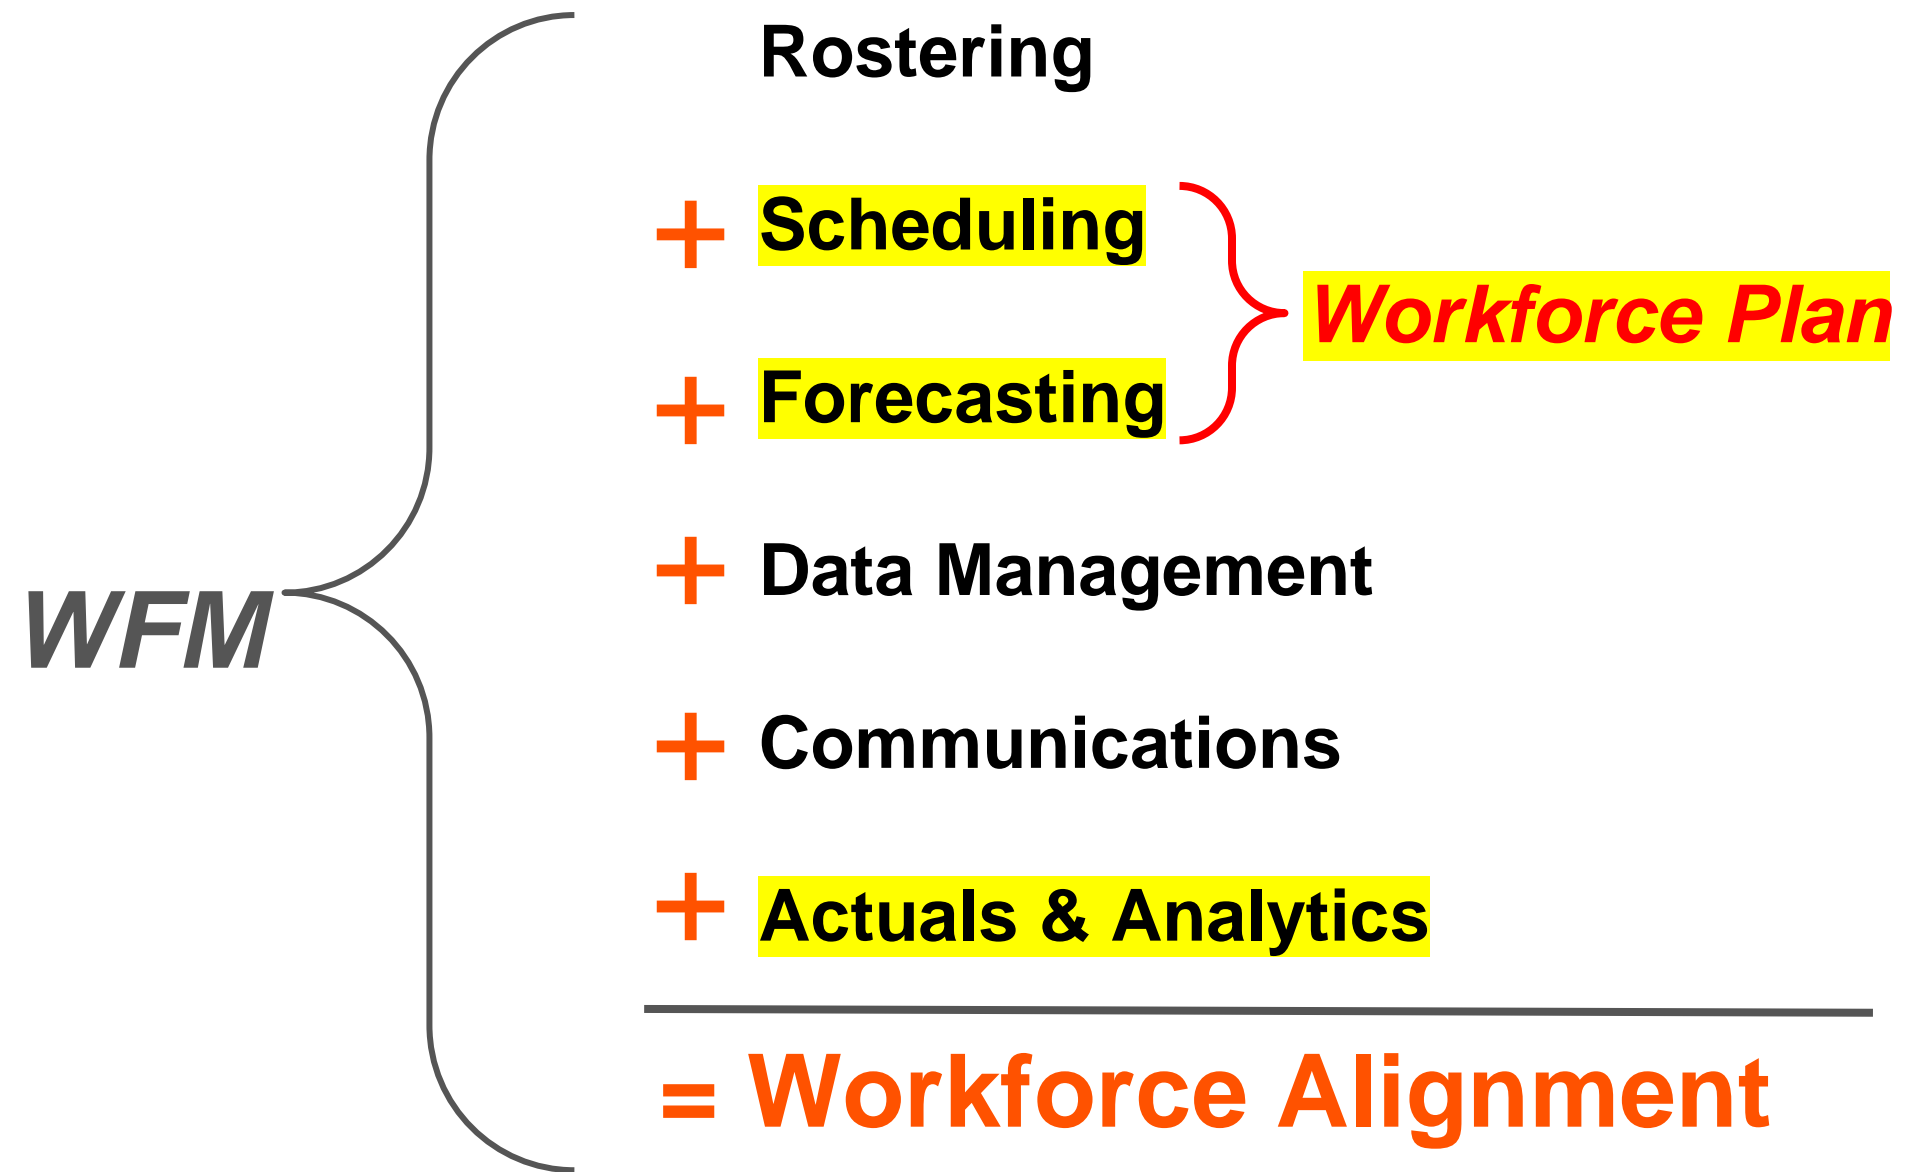 Rostering
+ Scheduling
Workforce Plan
+ Forecasting
+ Data Management
WFM
+ Communications
+ Actuals & Analytics
= Workforce Alignment